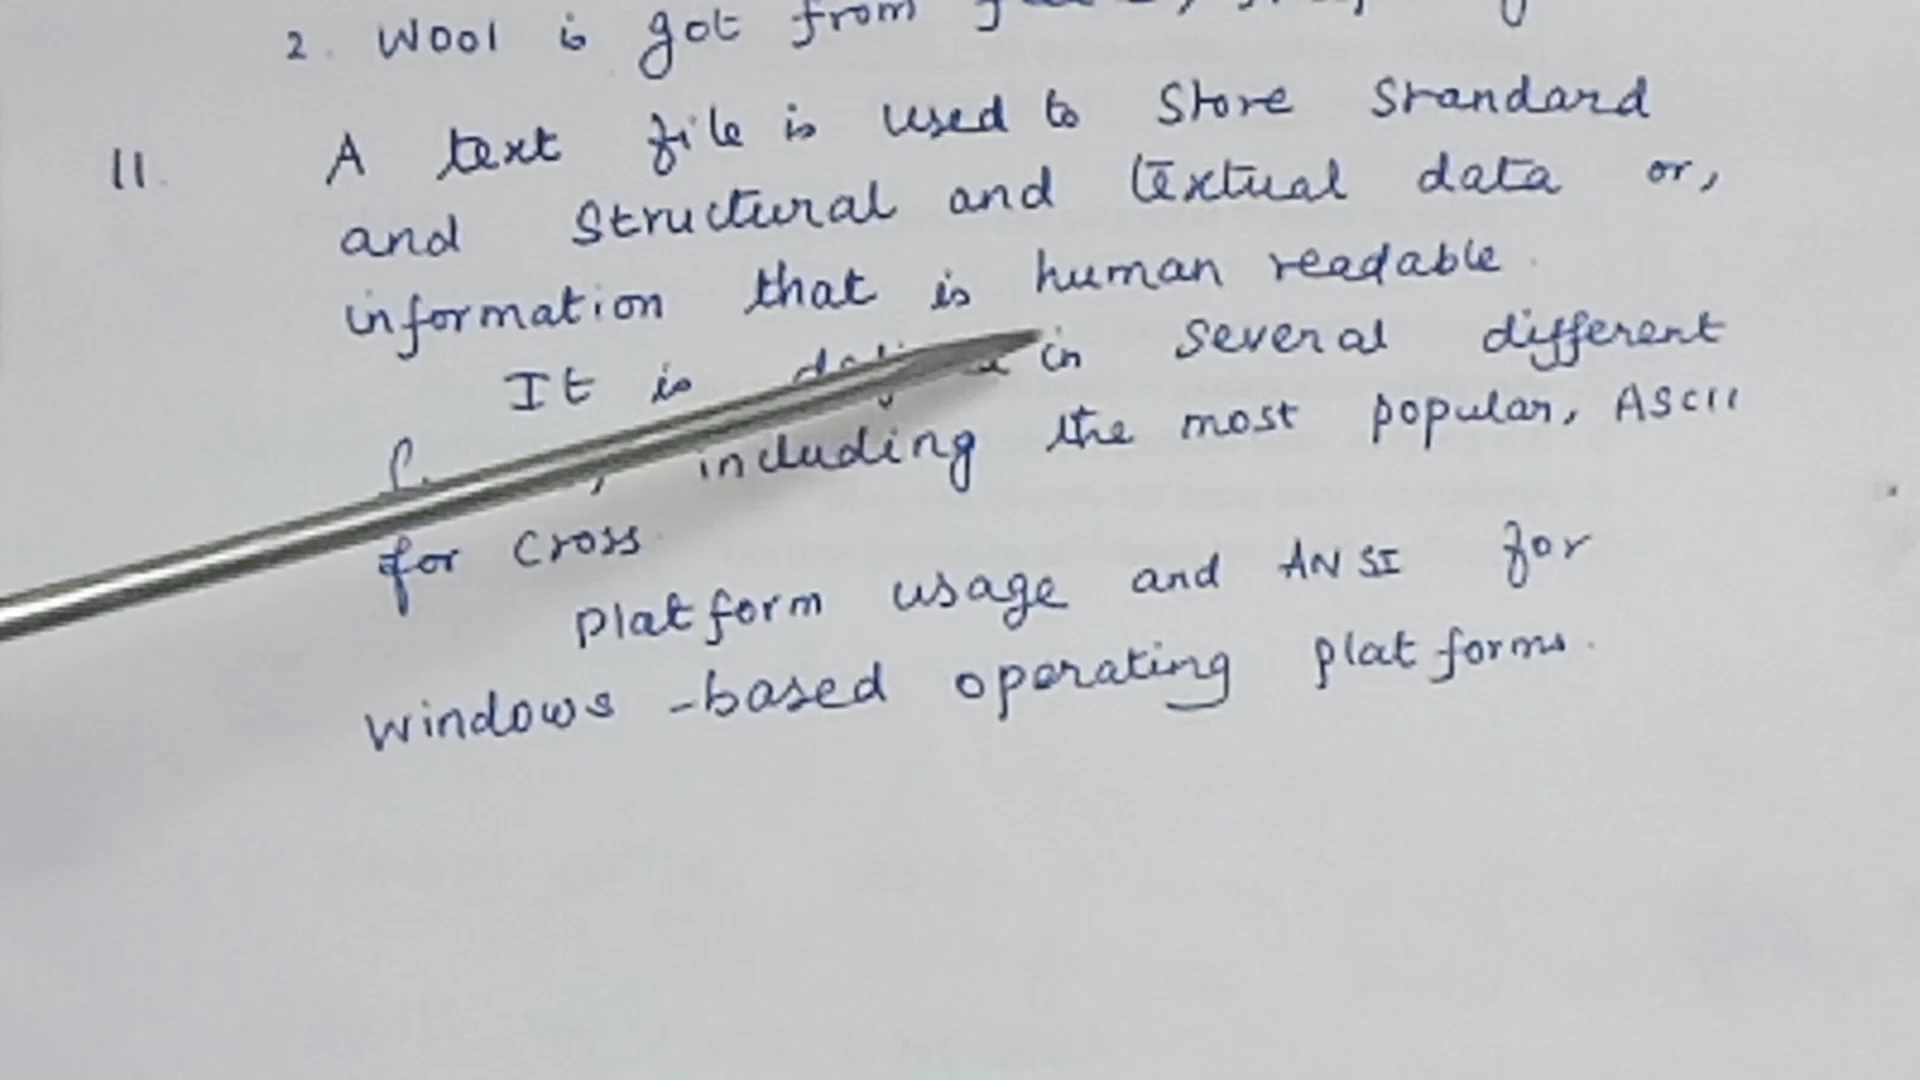 2. Wool is got from
11. A text file is used to store standard
and structural and textual data or,
information that is human readable.
It is in several different
including the most popular, ASCII
for cross
platform usage and ANSI for
windows -based operating platforms.